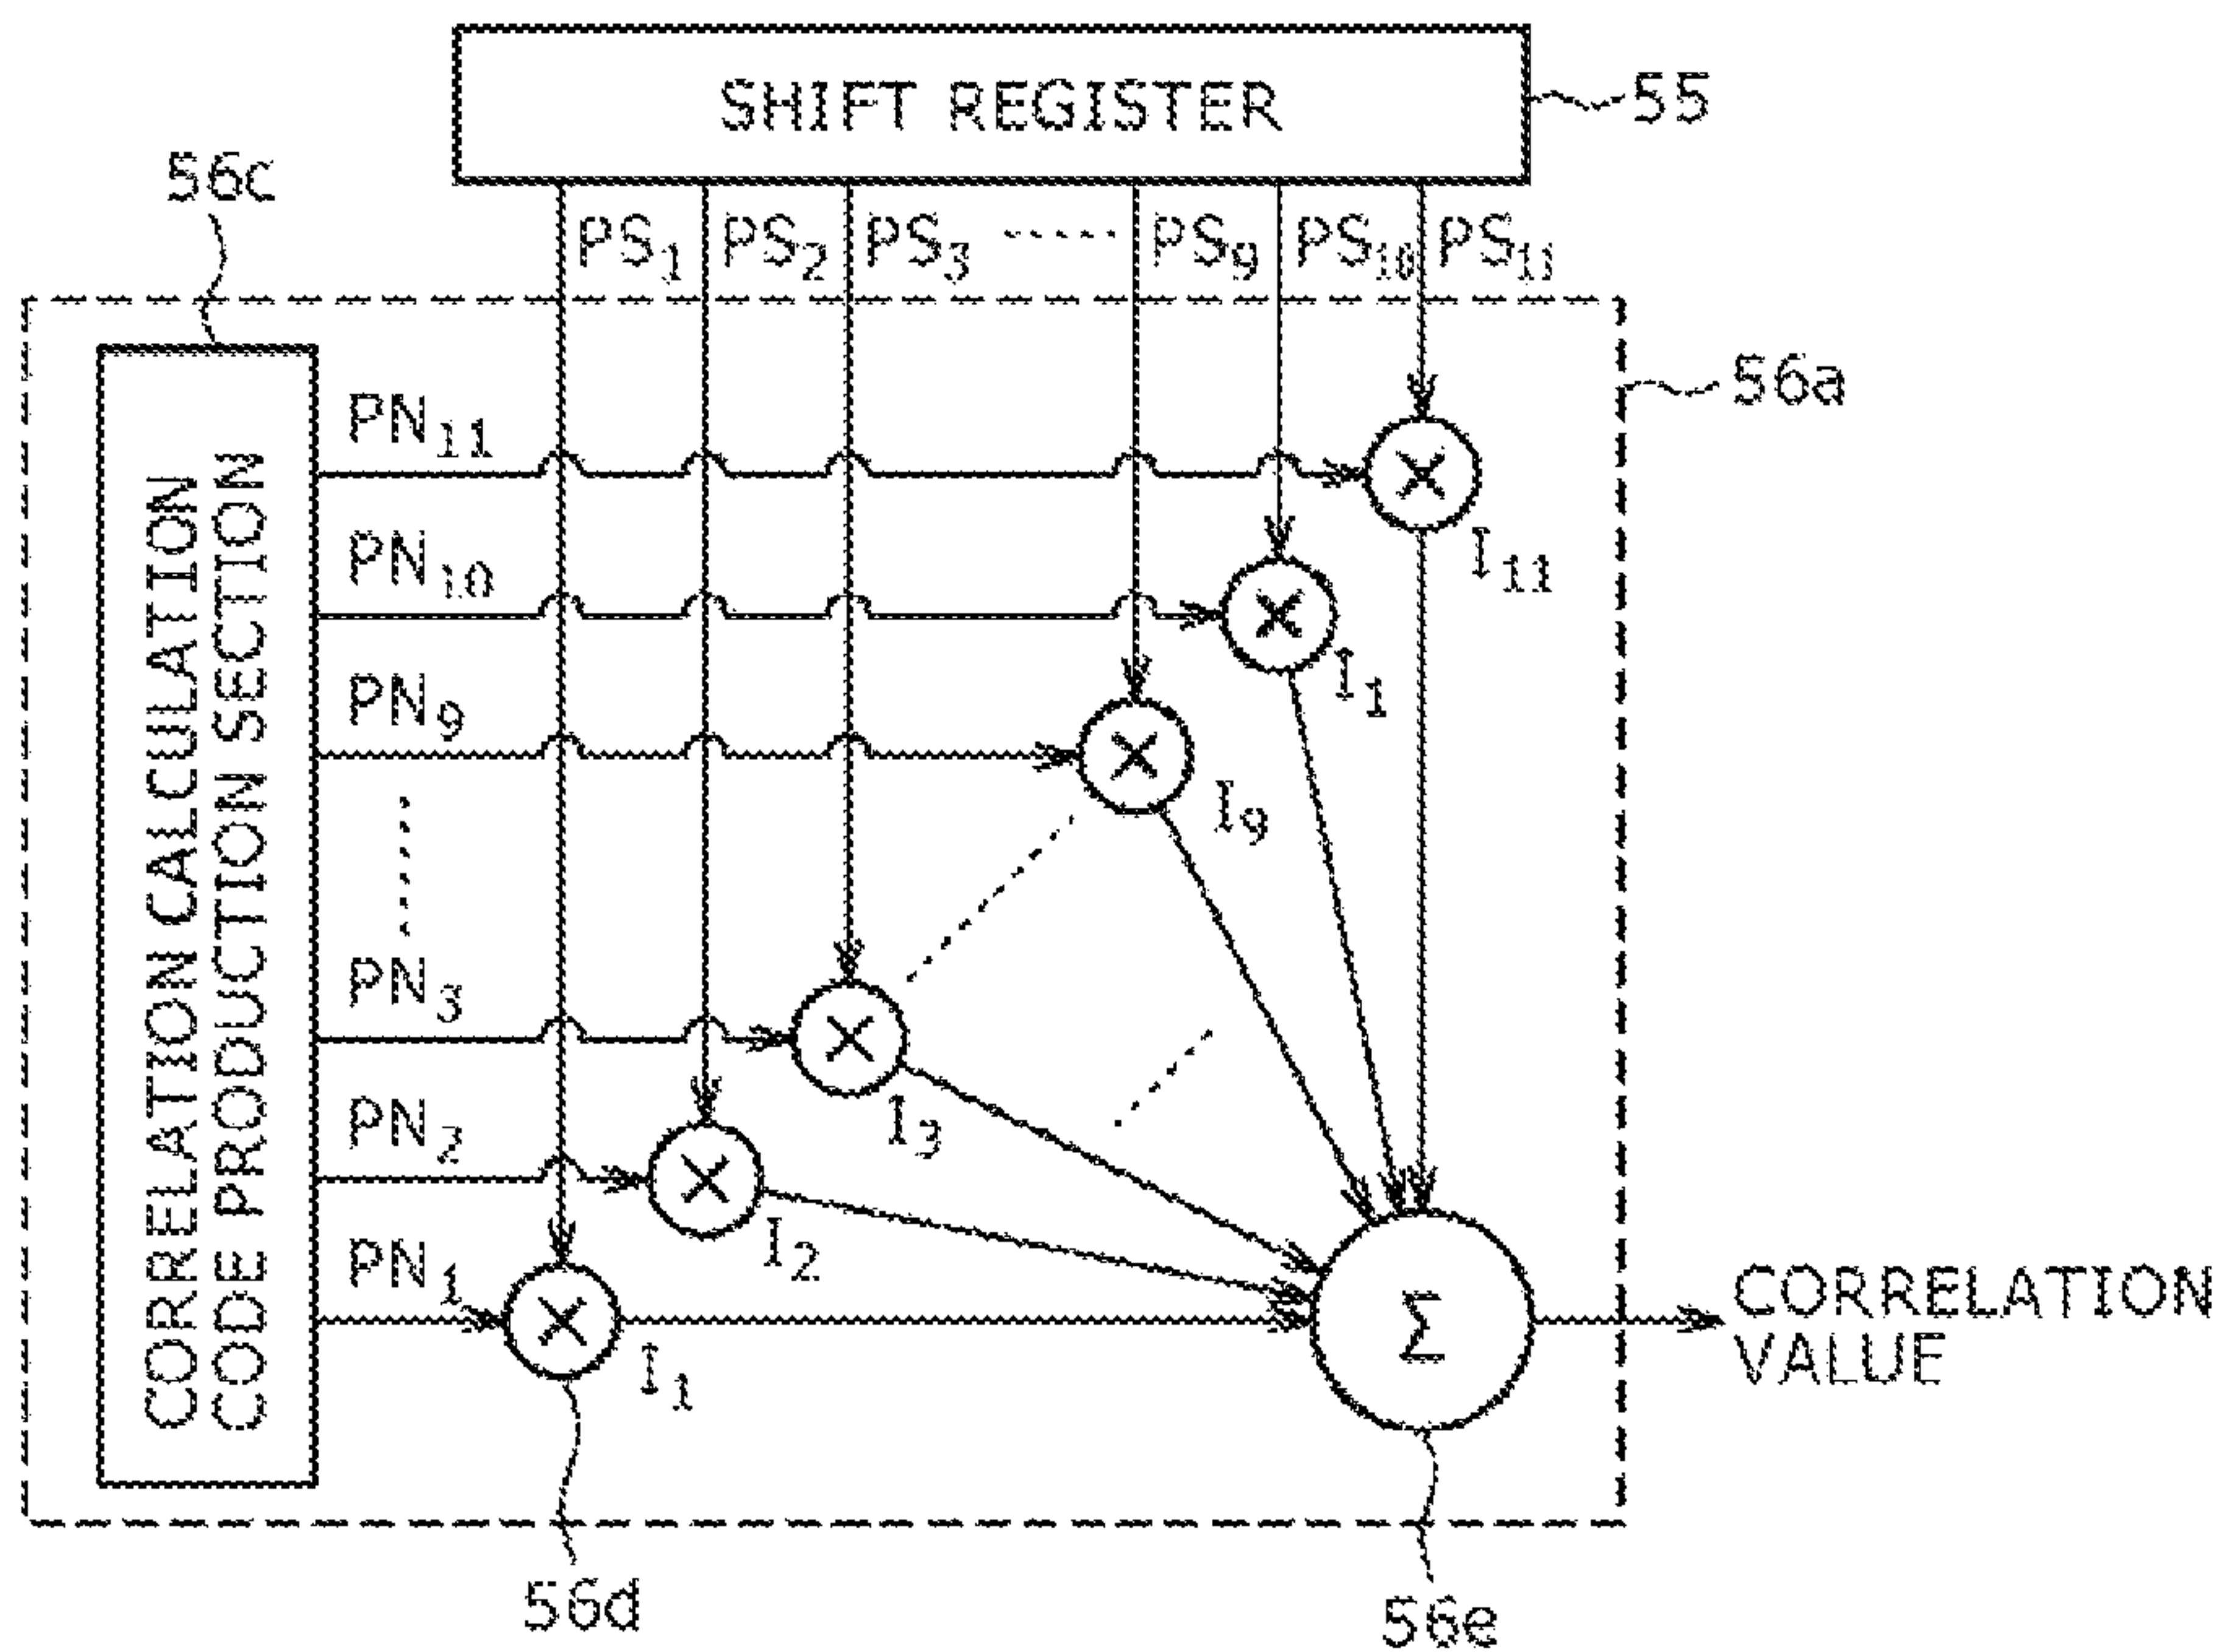 SHIFT REGISTER
55
56c
PS1 PS2 PS3 ..... PS9 PS10 PS11
56a
CORRELATION CALCULATION
CODE PRODUCTION SECTION
PN11
I11
PN10
I1
PN9
I9
PN3
I3
PN2
I2
PN1
I1
Σ
CORRELATION
VALUE
56d
56e